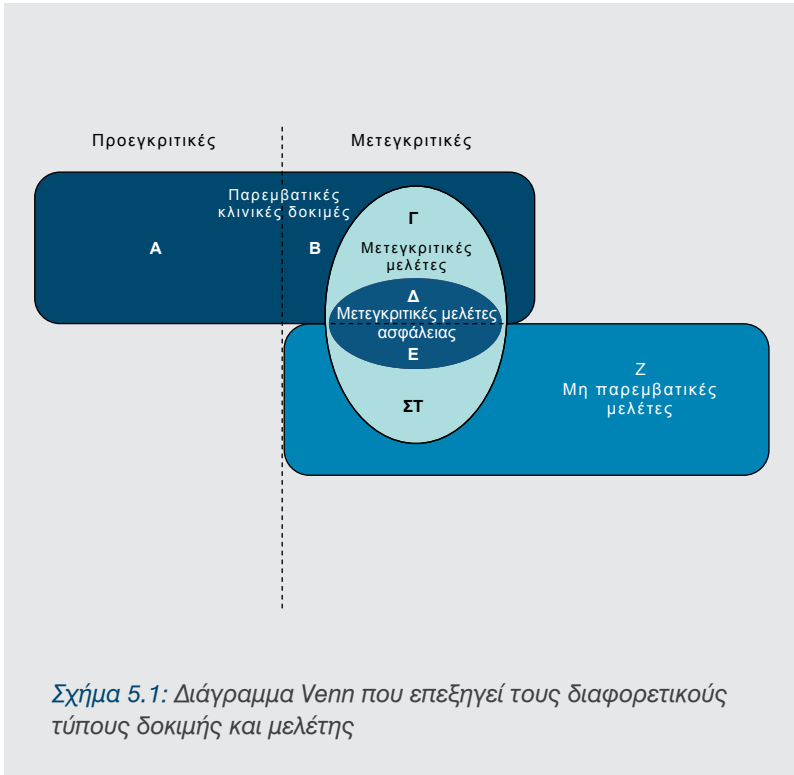 Προεγκριτικές
Μετεγκριτικές
Παρεμβατικές
κλινικές δοκιμές
Α
Β
Γ
Μετεγκριτικές
μελέτες
Δ
Μετεγκριτικές μελέτες
ασφάλειας
Ε
ΣΤ
Ζ
Μη παρεμβατικές
μελέτες
Σχήμα 5.1: Διάγραμμα Venn που επεξηγεί τους διαφορετικούς
τύπους δοκιμής και μελέτης